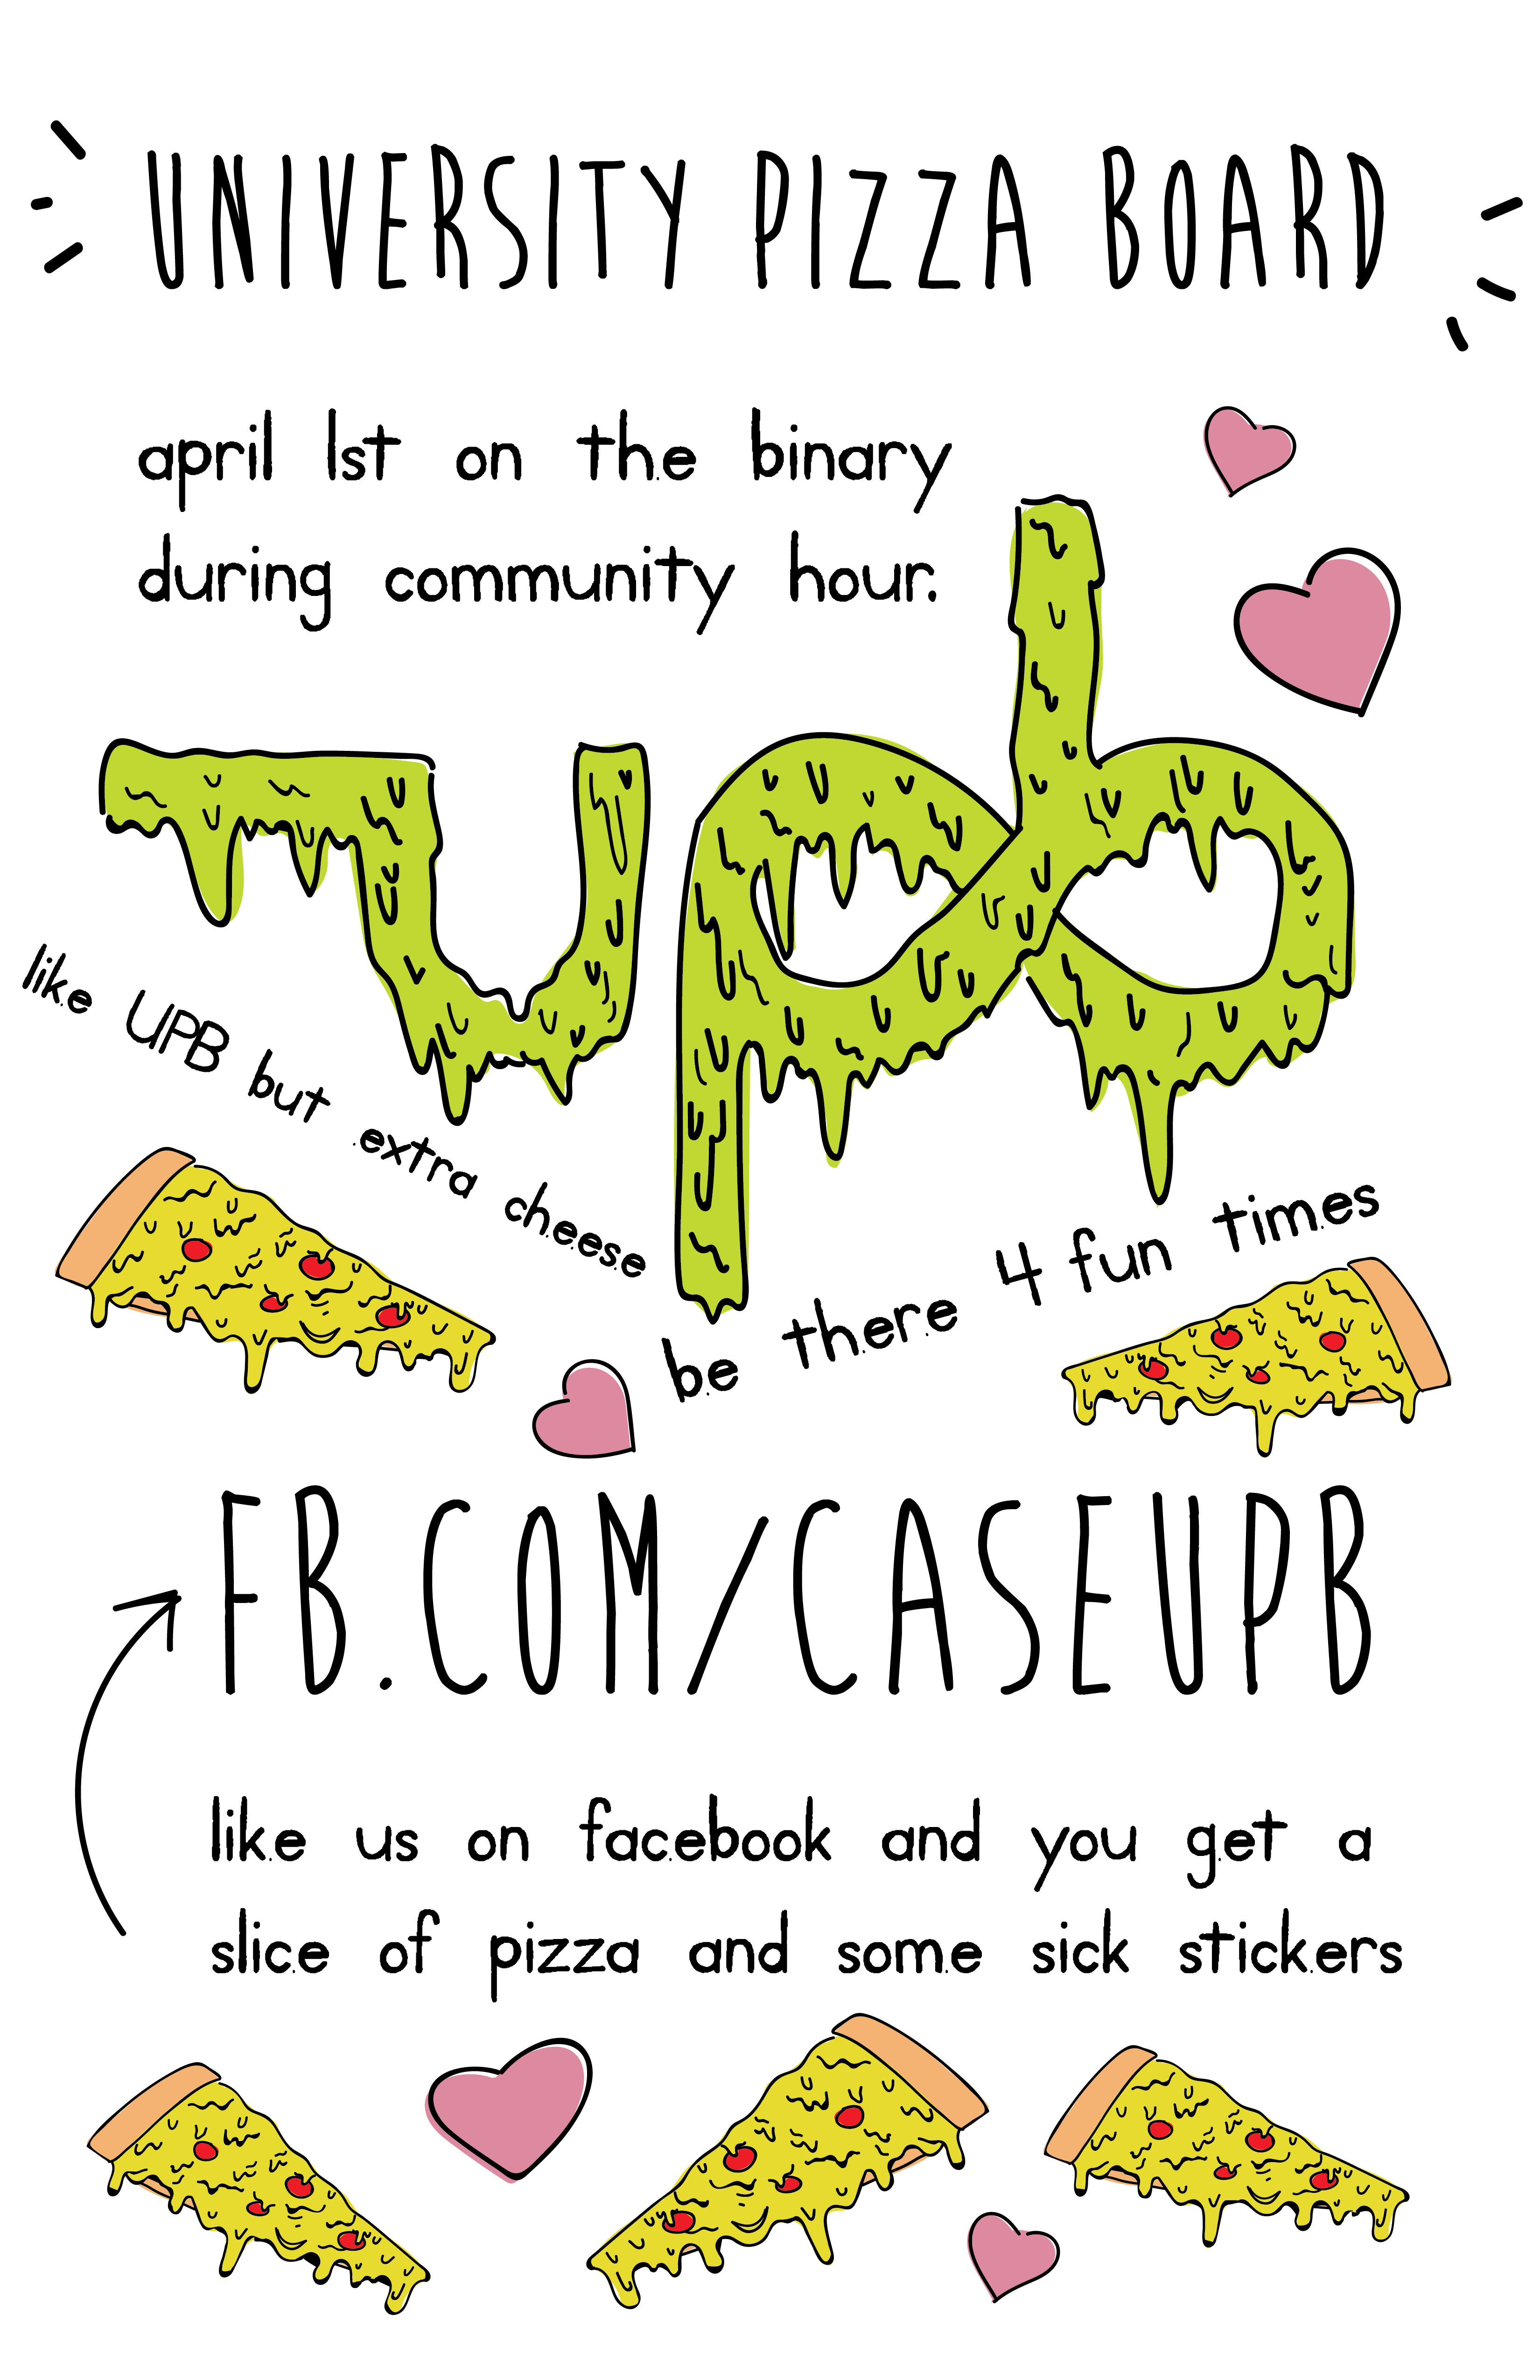 UNIVERSITY PIZZA BOARD
april 1st on the binary
during community hour.
upb
like UPB but extra cheese
be there 4 fun times
FB.COM/CASEUPB
like us on facebook and you get a
slice of pizza and some sick stickers